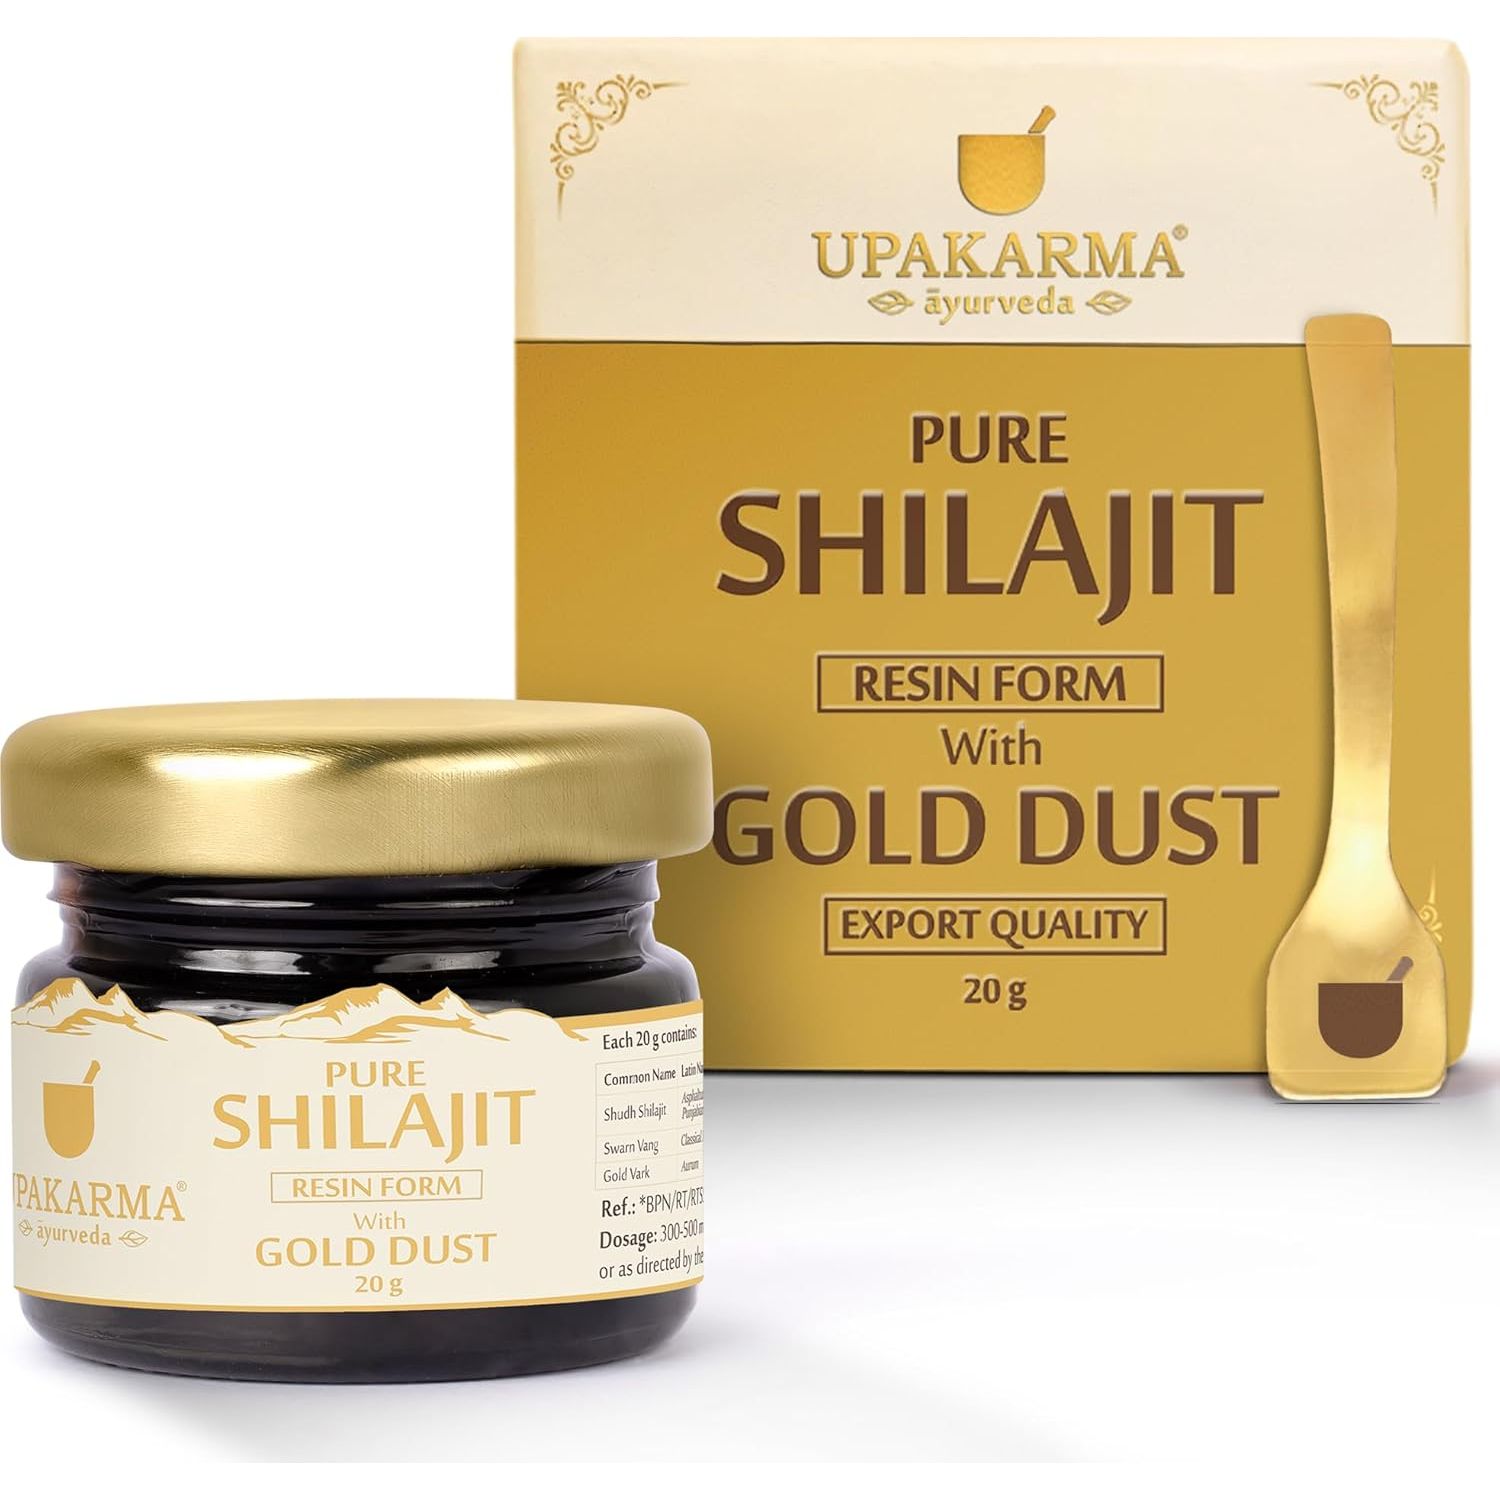 UPAKARMA®
āyurveda
PURE
SHILAJIT
RESIN FORM
With
GOLD DUST
EXPORT QUALITY
20 g
PURE
SHILAJIT
RESIN FORM
With
GOLD DUST
20 g
PAKARMA®
āyurveda
Each 20 g contains:
Common Name Latin
Shudh Shilajit
Swarn Vang Classical
Gold Vark Aurum
Ref.: *BPN/RT/RTS
Dosage: 300-500 m
or as directed by the